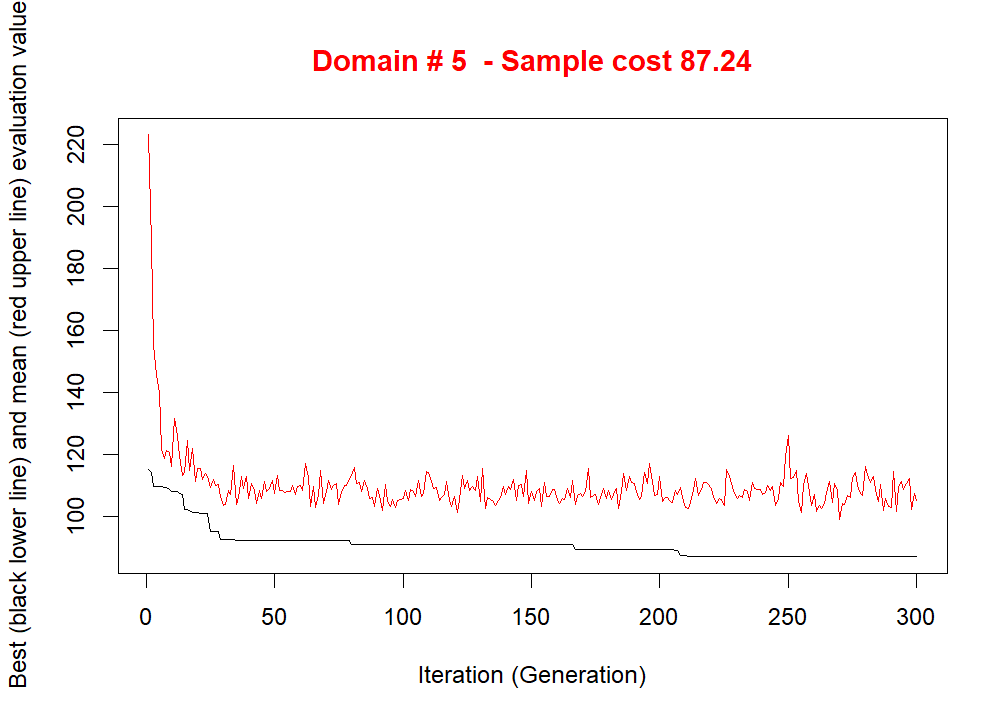 Domain # 5  - Sample cost 87.24
Best (black lower line) and mean (red upper line) evaluation value
220
200
180
160
140
120
100
0 50 100 150 200 250 300
Iteration (Generation)